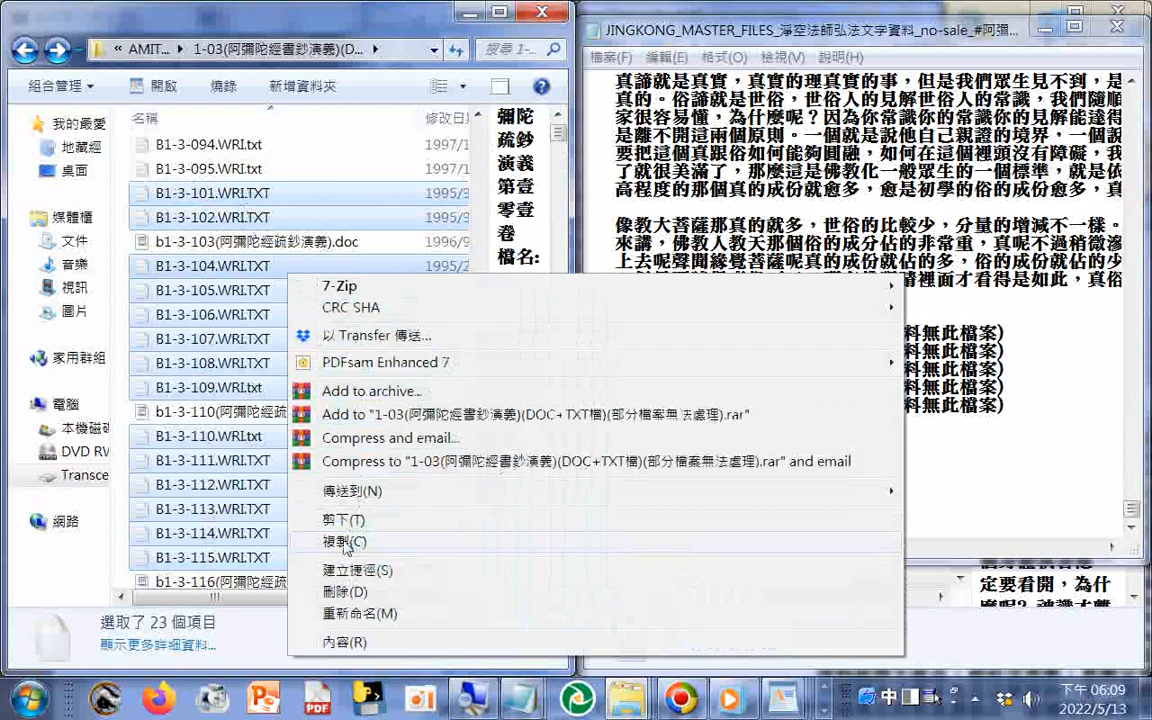 « AMIT... ▸ 1-03(阿彌陀經書鈔演義)(D... ▸
搜尋 1-...
組合管理 ▾
開啟
燒錄
新增資料夾
我的最愛
地藏經
桌面
媒體櫃
文件
音樂
視訊
圖片
家用群組
電腦
本機磁碟
DVD RW
Transce
網路
名稱
修改日期
B1-3-094.WRI.txt 1997/1
B1-3-095.WRI.txt 1997/1
B1-3-101.WRI.TXT 1995/3
B1-3-102.WRI.TXT 1995/3
b1-3-103(阿彌陀經疏鈔演義).doc 1996/9
B1-3-104.WRI.TXT 1995/2
B1-3-105.WRI.TXT
B1-3-106.WRI.TXT
B1-3-107.WRI.TXT
B1-3-108.WRI.TXT
B1-3-109.WRI.txt
b1-3-110(阿彌陀經疏
B1-3-110.WRI.txt
B1-3-111.WRI.TXT
B1-3-112.WRI.TXT
B1-3-113.WRI.TXT
B1-3-114.WRI.TXT
B1-3-115.WRI.TXT
b1-3-116(阿彌陀經疏
選取了 23 個項目
顯示更多詳細資料...
彌陀
疏鈔
演義
第壹
零壹
卷
檔名:
7-Zip
CRC SHA
以 Transfer 傳送...
PDFsam Enhanced 7
Add to archive...
Add to "1-03(阿彌陀經書鈔演義)(DOC+TXT檔)(部分檔案無法處理).rar"
Compress and email...
Compress to "1-03(阿彌陀經書鈔演義)(DOC+TXT檔)(部分檔案無法處理).rar" and email
傳送到(N)
剪下(T)
複製(C)
建立捷徑(S)
刪除(D)
重新命名(M)
內容(R)
JINGKONG_MASTER_FILES_淨空法師弘法文字資料_no-sale_#阿彌...
檔案(F) 編輯(E) 格式(O) 檢視(V) 說明(H)
真諦就是真實，真實的理真實的事，但是我們眾生見不到，是
真的。俗諦就是世俗，世俗人的見解世俗人的常識，我們隨順
家很容易懂，為什麼呢？因為你常識你的常識你的見解能達得
是離不開這兩個原則。一個就是說他自己親證的境界，一個說
要把這個真跟俗如何能夠圓融，如何在這個裡頭沒有障礙，我
了就很美滿了，那麼這是佛教化一般眾生的一個標準，就是依
高程度的那個真的成份就愈多，愈是初學的俗的成份愈多，真
像教大菩薩那真的就多，世俗的比較少，分量的增減不一樣。
來講，佛教人教天那個俗的成分佔的非常重，真呢不過稍微滲
上去呢聲聞緣覺菩薩呢真的成分就佔的多，俗的成份就佔的少
裡面才看得是如此，真俗
料無此檔案)
料無此檔案)
料無此檔案)
料無此檔案)
料無此檔案)
定要看開，為什
中
下午 06:09
2022/5/13